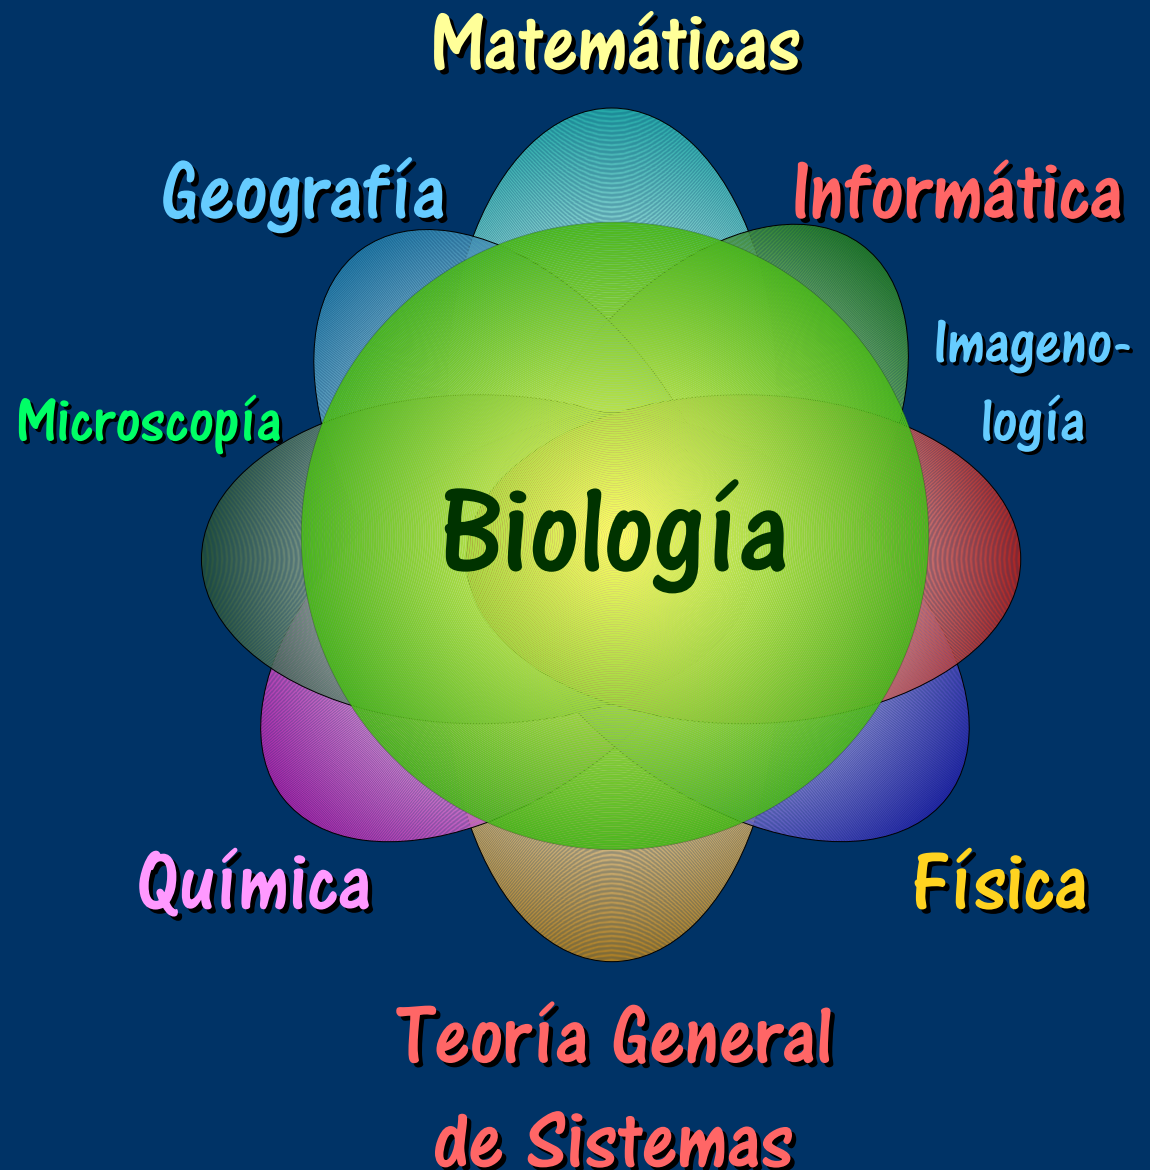 Matemáticas
Geografía
Informática
Imageno-
logía
Microscopía
Biología
Química
Física
Teoría General
de Sistemas